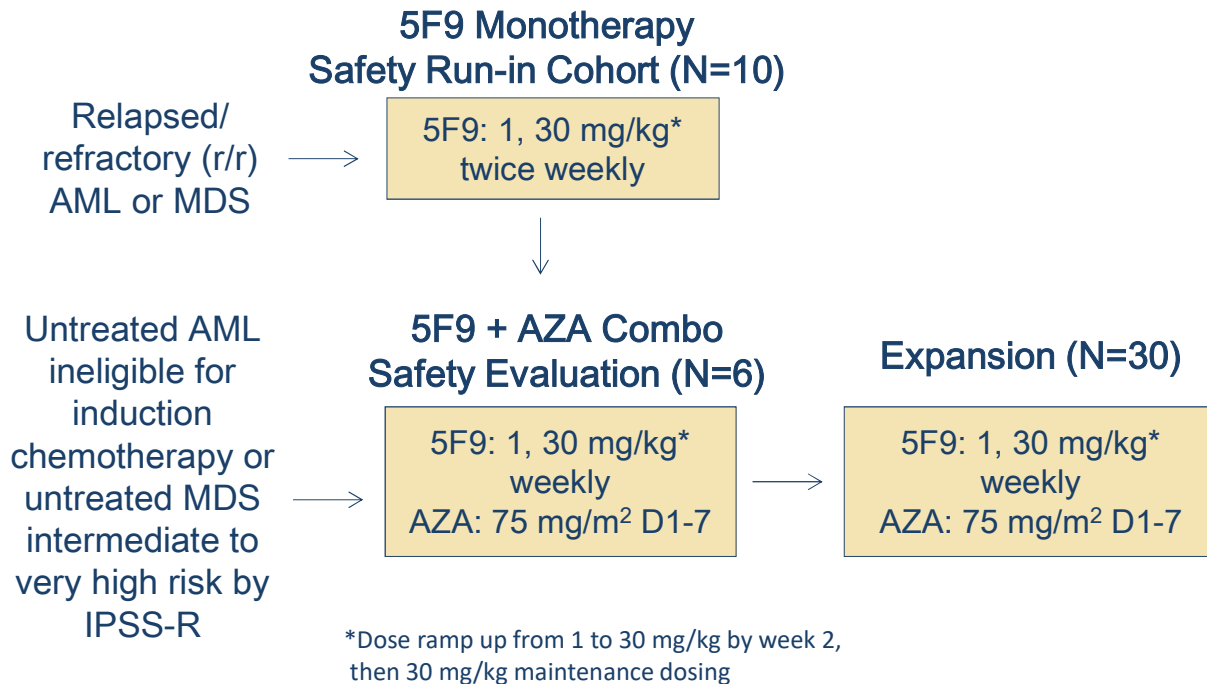 5F9 Monotherapy
Safety Run-in Cohort (N=10)
Relapsed/
refractory (r/r)
AML or MDS
5F9: 1, 30 mg/kg*
twice weekly
Untreated AML
ineligible for
induction
chemotherapy or
untreated MDS
intermediate to
very high risk by
IPSS-R
5F9 + AZA Combo
Safety Evaluation (N=6)
5F9: 1, 30 mg/kg*
weekly
AZA: 75 mg/m² D1-7
Expansion (N=30)
5F9: 1, 30 mg/kg*
weekly
AZA: 75 mg/m² D1-7
*Dose ramp up from 1 to 30 mg/kg by week 2,
then 30 mg/kg maintenance dosing